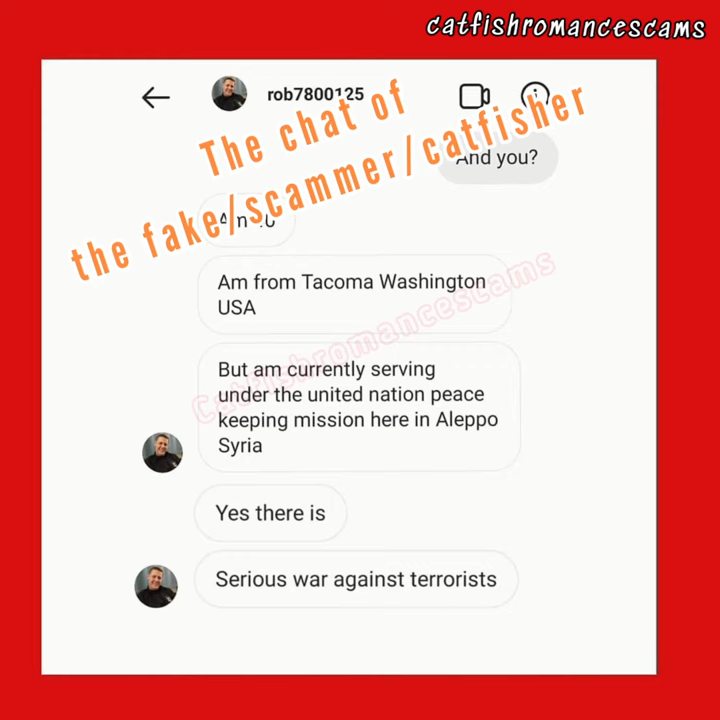 catfishromancescams
rob7800125
The chat of
the fake/scammer/catfisher
And you?
Am from Tacoma Washington
USA
Catfishromancescams
But am currently serving
under the united nation peace
keeping mission here in Aleppo
Syria
Yes there is
Serious war against terrorists